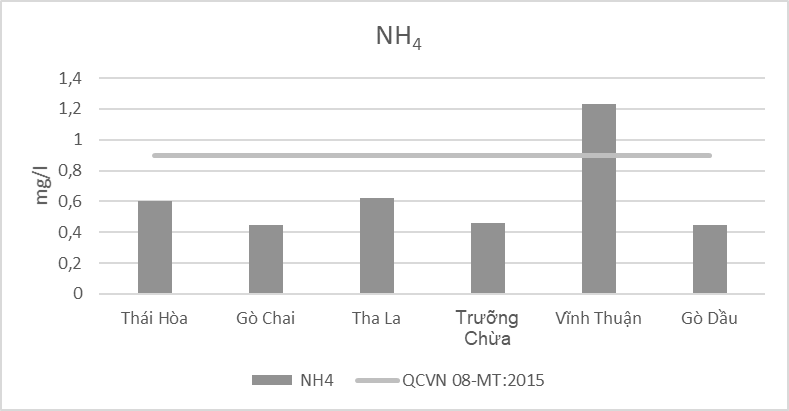 NH4
1,4
1,2
1
0,8
0,6
0,4
0,2
0
mg/l
Thái Hòa Gò Chai Tha La Trưỡng Chừa Vĩnh Thuận Gò Dầu
NH4 QCVN 08-MT:2015